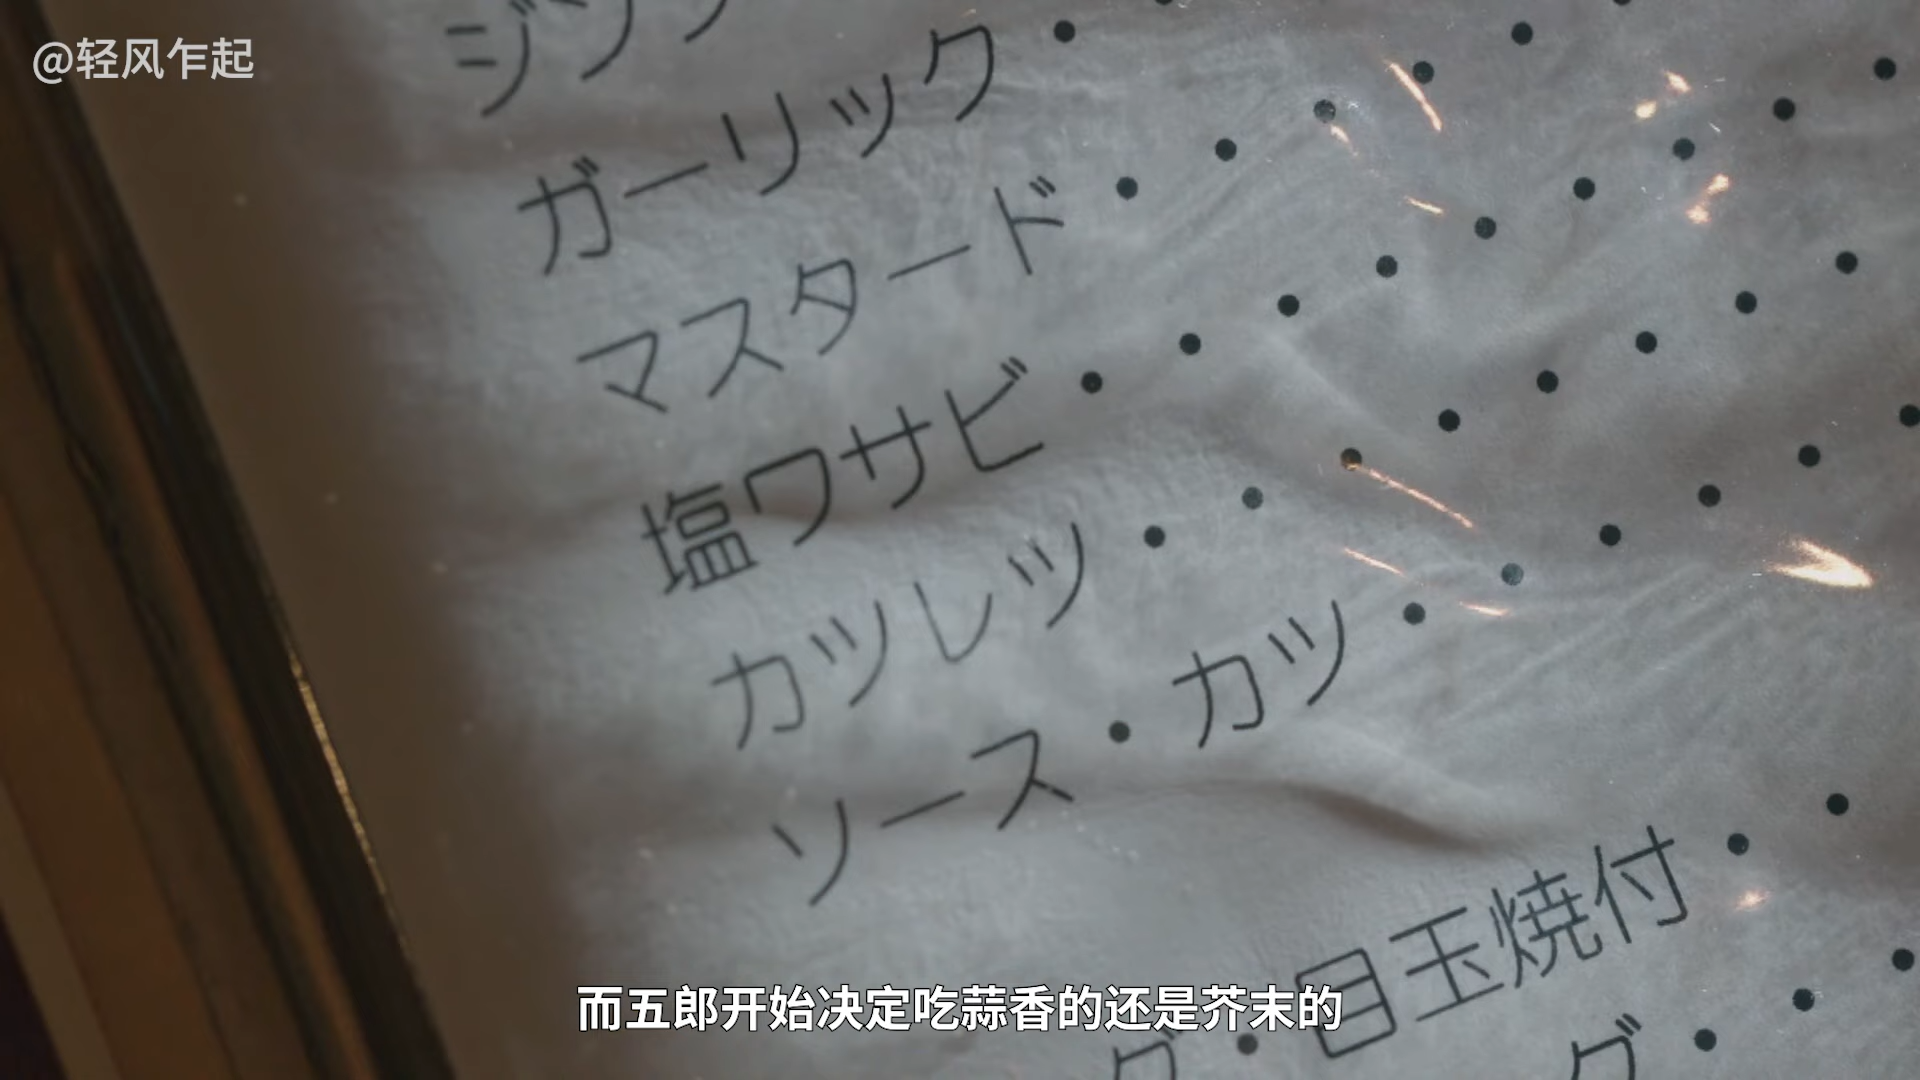 @轻风乍起
ガーリック
マスタード
塩ワサビ
カツレツ
ソース・カツ
目玉焼付
而五郎开始决定吃蒜香的还是芥末的